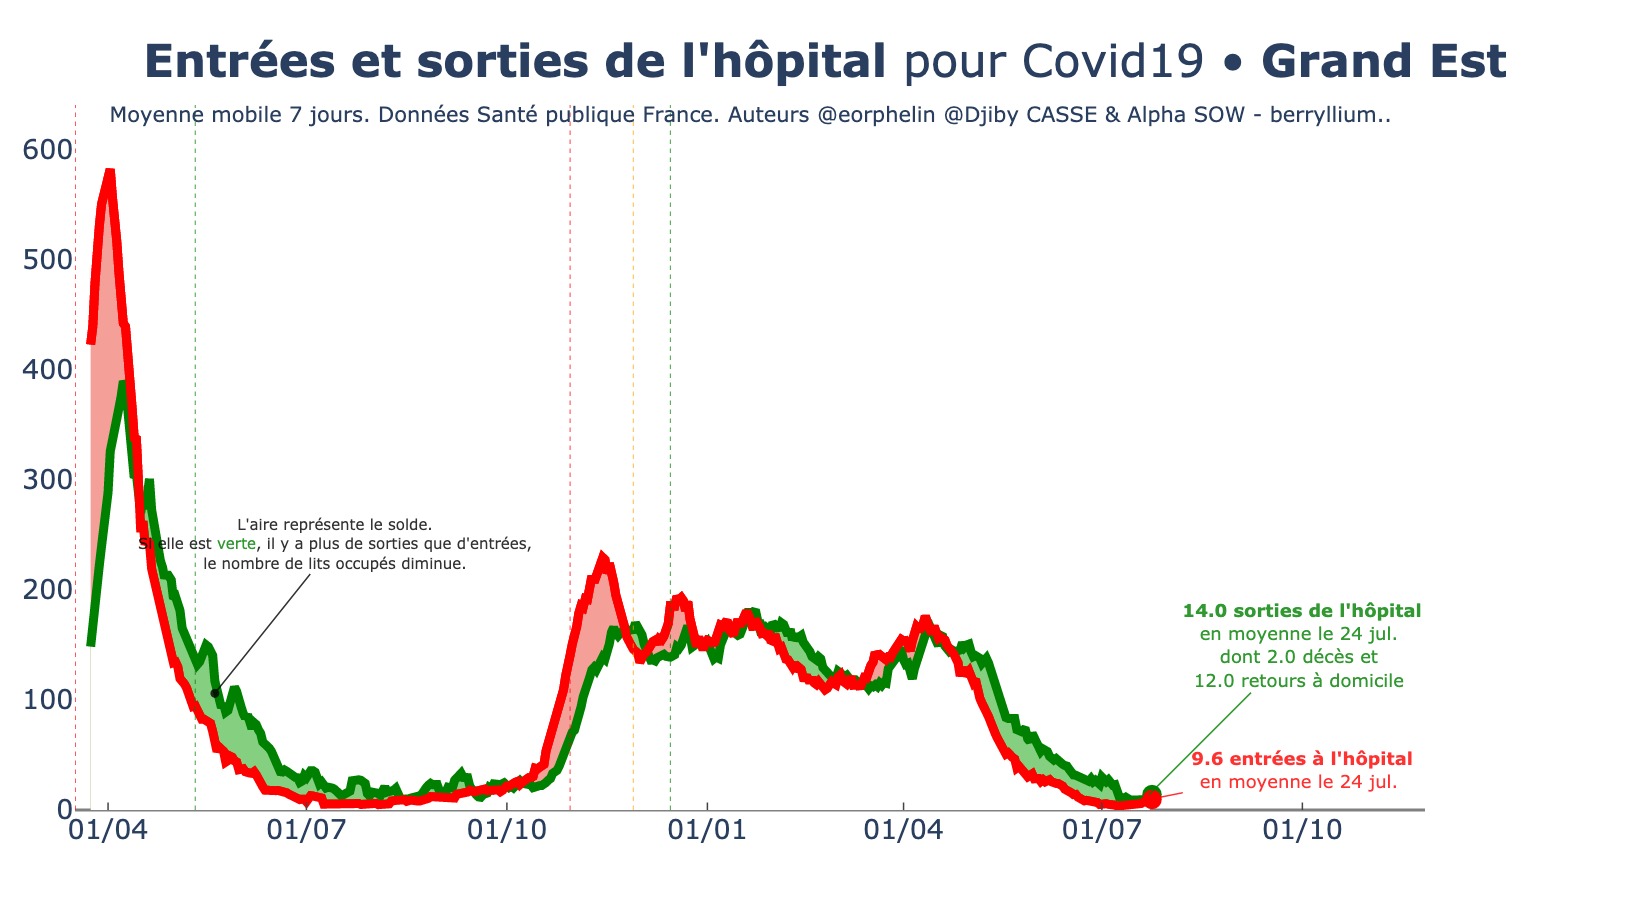 Entrées et sorties de l'hôpital pour Covid19 • Grand Est
Moyenne mobile 7 jours. Données Santé publique France. Auteurs @eorphelin @Djiby CASSE & Alpha SOW - berryllium..
600
500
400
300
200
100
0
L'aire représente le solde.
Si elle est verte, il y a plus de sorties que d'entrées,
le nombre de lits occupés diminue.
14.0 sorties de l'hôpital
en moyenne le 24 jul.
dont 2.0 décès et
12.0 retours à domicile
9.6 entrées à l'hôpital
en moyenne le 24 jul.
01/04 01/07 01/10 01/01 01/04 01/07 01/10